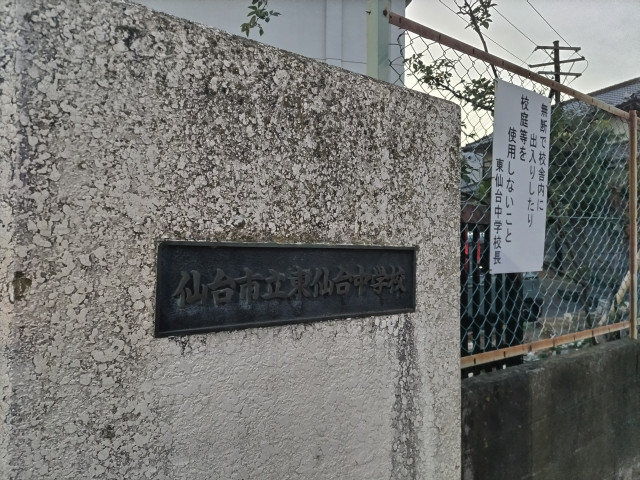 仙台市立東仙台中学校
無断で校舎内に
出入りしたり
校庭等を
使用しないこと
東仙台中学校長